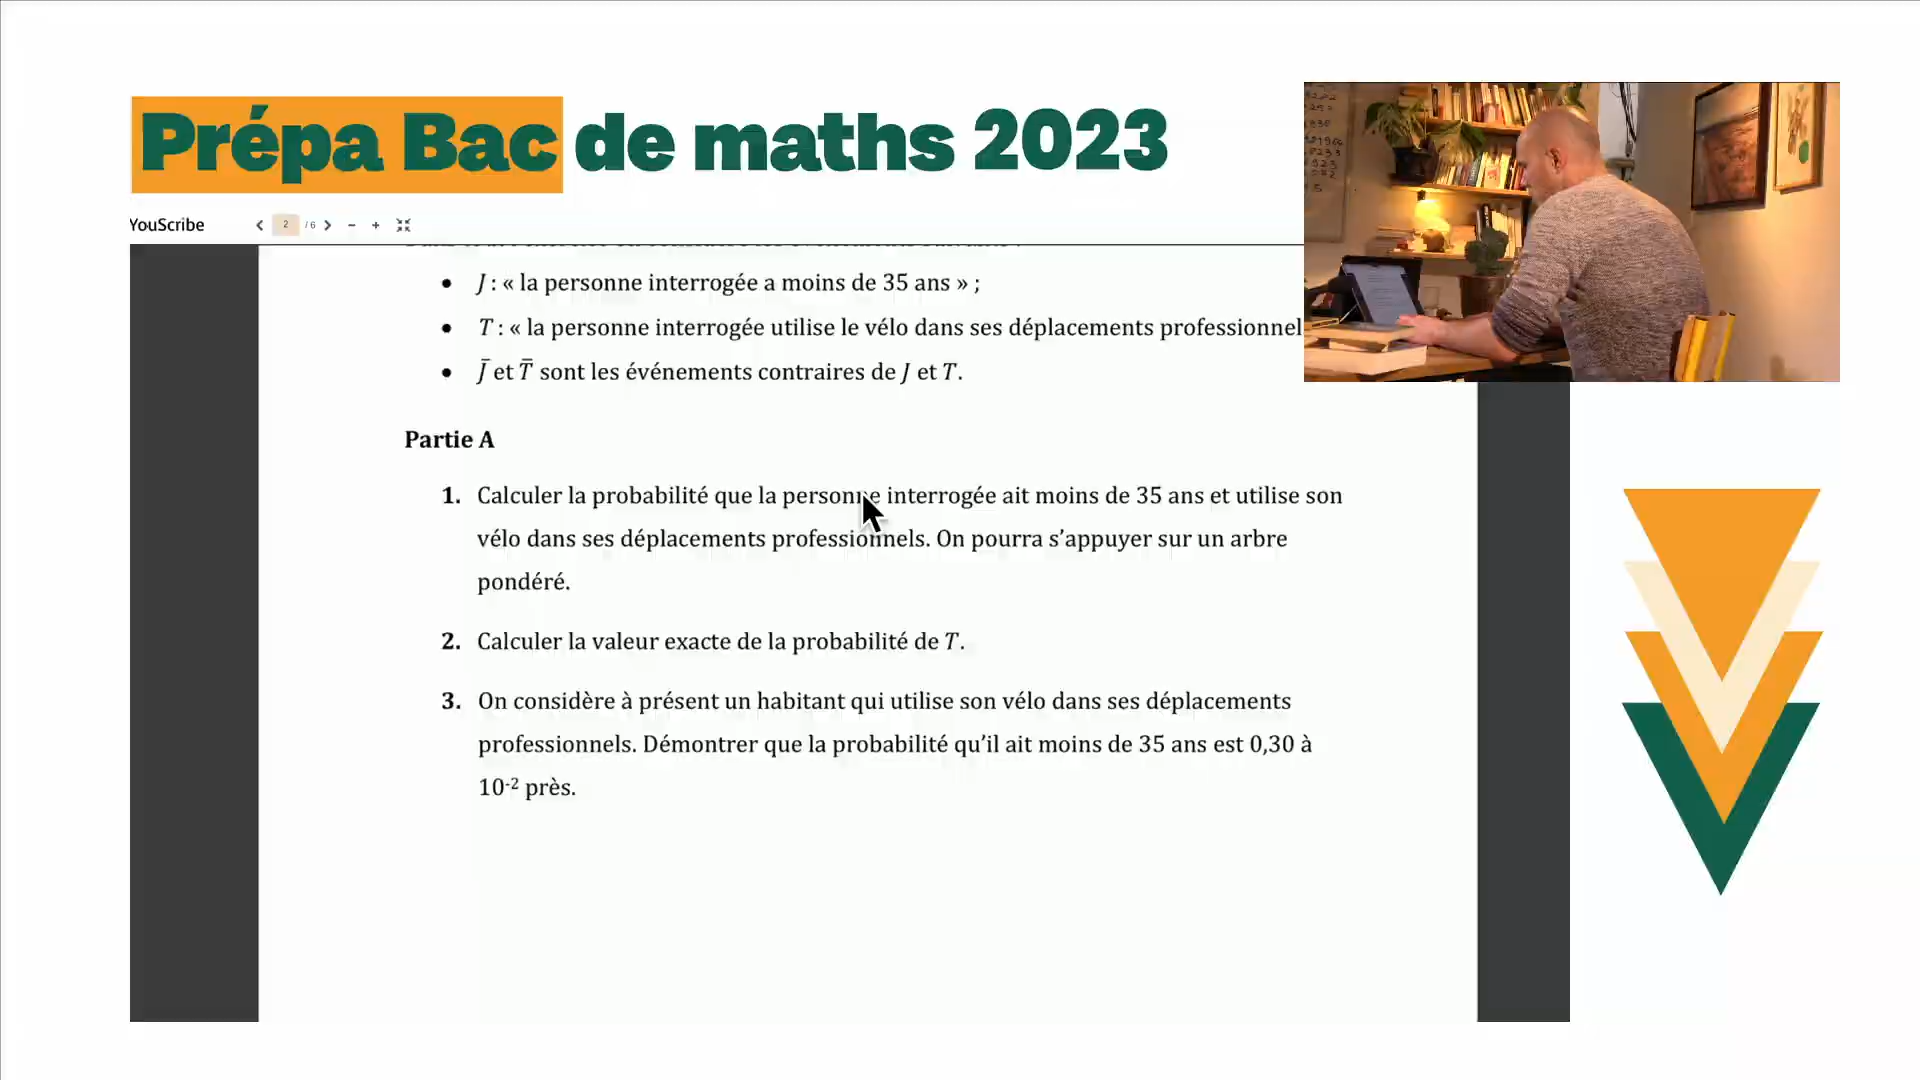 Prépa Bac de maths 2023
YouScribe
2 / 6
• J : « la personne interrogée a moins de 35 ans » ;
• T : « la personne interrogée utilise le vélo dans ses déplacements professionnel
• J̄ et T̄ sont les événements contraires de J et T.
Partie A
1. Calculer la probabilité que la personne interrogée ait moins de 35 ans et utilise son
vélo dans ses déplacements professionnels. On pourra s’appuyer sur un arbre
pondéré.
2. Calculer la valeur exacte de la probabilité de T.
3. On considère à présent un habitant qui utilise son vélo dans ses déplacements
professionnels. Démontrer que la probabilité qu’il ait moins de 35 ans est 0,30 à
10-2 près.